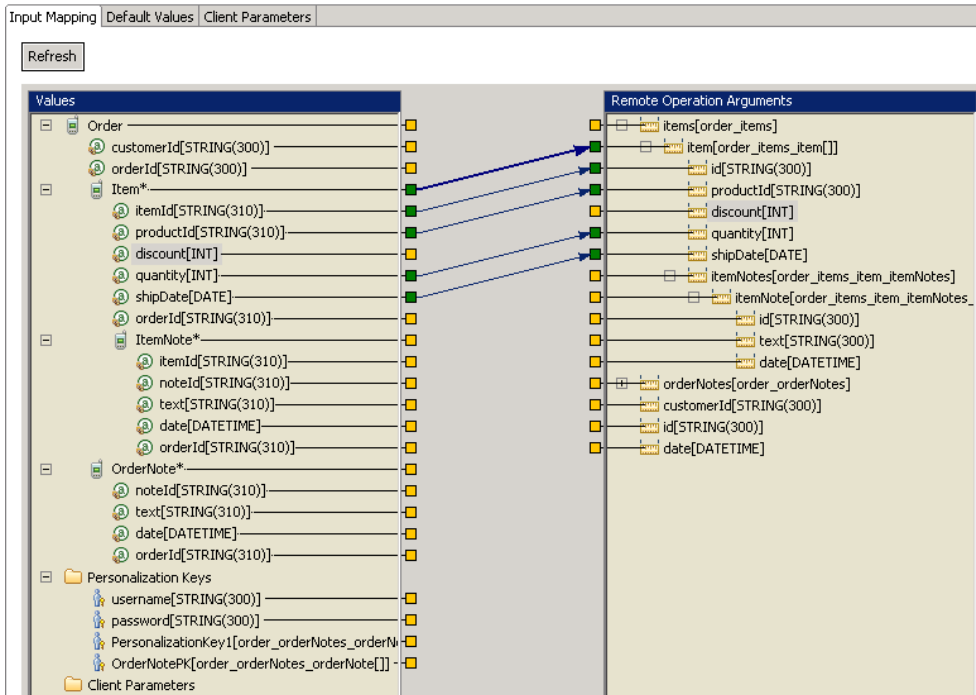 Input Mapping Default Values Client Parameters
Refresh
Values
Order
customerId[STRING(300)]
orderId[STRING(300)]
Item*
itemId[STRING(310)]
productId[STRING(310)]
discount[INT]
quantity[INT]
shipDate[DATE]
orderId[STRING(310)]
ItemNote*
itemId[STRING(310)]
noteId[STRING(310)]
text[STRING(310)]
date[DATETIME]
orderId[STRING(310)]
OrderNote*
noteId[STRING(310)]
text[STRING(310)]
date[DATETIME]
orderId[STRING(310)]
Personalization Keys
username[STRING(300)]
password[STRING(300)]
PersonalizationKey1[order_orderNotes_orderN
OrderNotePK[order_orderNotes_orderNote[]]
Client Parameters
Remote Operation Arguments
items[order_items]
item[order_items_item[]]
id[STRING(300)]
productId[STRING(300)]
discount[INT]
quantity[INT]
shipDate[DATE]
itemNotes[order_items_item_itemNotes]
itemNote[order_items_item_itemNotes_
id[STRING(300)]
text[STRING(300)]
date[DATETIME]
orderNotes[order_orderNotes]
customerId[STRING(300)]
id[STRING(300)]
date[DATETIME]